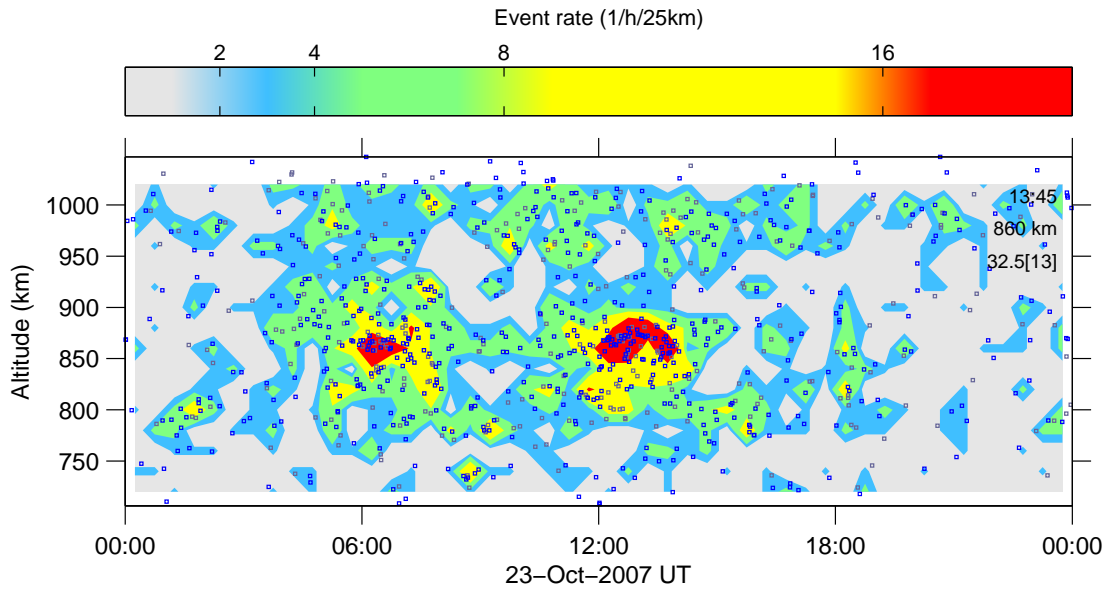 Event rate (1/h/25km)
2 4 8 16
1000
950
900
850
800
750
Altitude (km)
13:45
860 km
32.5[13]
00:00 06:00 12:00 18:00 00:00
23−Oct−2007 UT